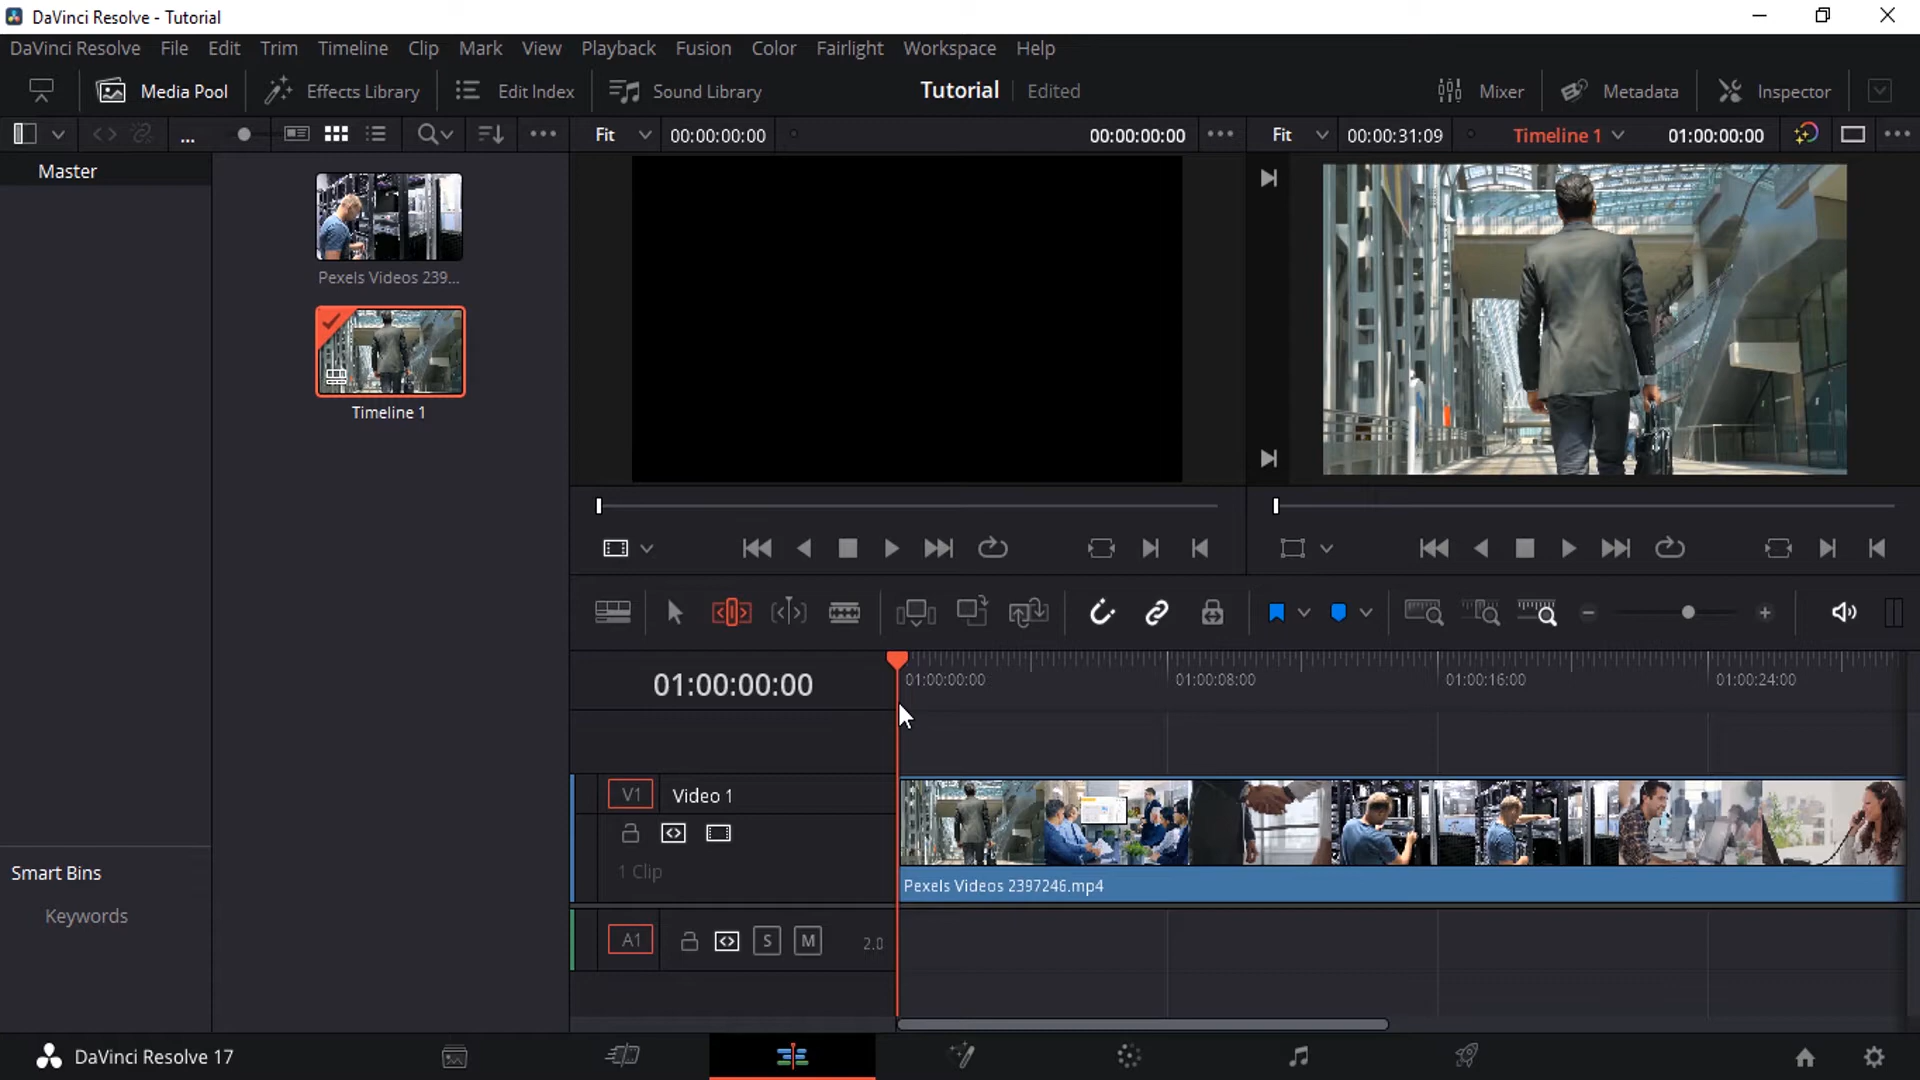 DaVinci Resolve - Tutorial
DaVinci Resolve File Edit Trim Timeline Clip Mark View Playback Fusion Color Fairlight Workspace Help
Media Pool Effects Library Edit Index Sound Library Tutorial Edited Mixer Metadata Inspector
... Fit 00:00:00:00 00:00:00:00 Fit 00:00:31:09 Timeline 1 01:00:00:00
Master
Pexels Videos 239...
Timeline 1
01:00:00:00 01:00:00:00 01:00:08:00 01:00:16:00 01:00:24:00
V1 Video 1
1 Clip
Pexels Videos 2397246.mp4
Smart Bins
Keywords
A1 S M 2.0
DaVinci Resolve 17